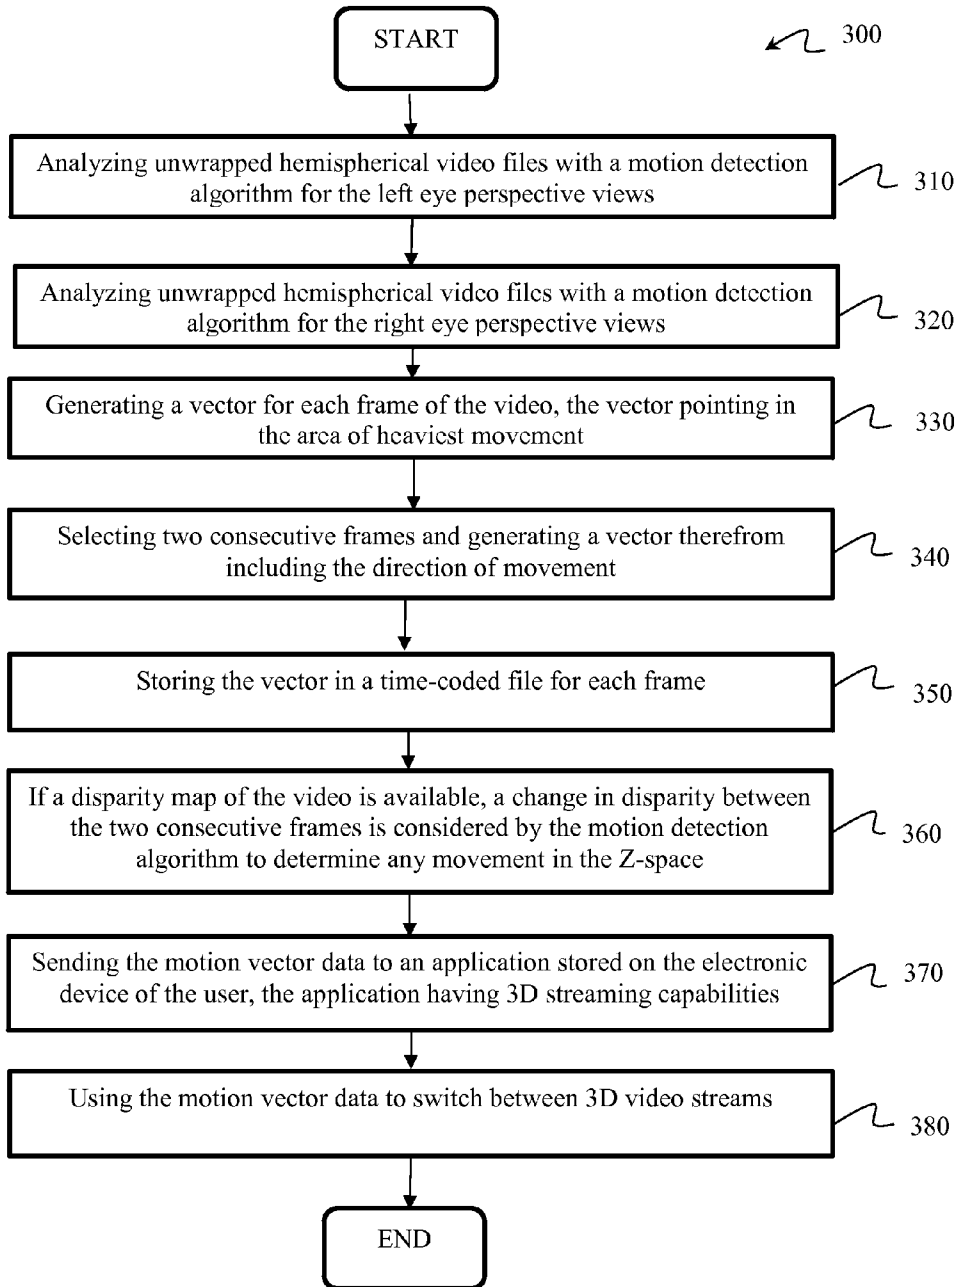 START
300
Analyzing unwrapped hemispherical video files with a motion detection
algorithm for the left eye perspective views
310
Analyzing unwrapped hemispherical video files with a motion detection
algorithm for the right eye perspective views
320
Generating a vector for each frame of the video, the vector pointing in
the area of heaviest movement
330
Selecting two consecutive frames and generating a vector therefrom
including the direction of movement
340
Storing the vector in a time-coded file for each frame
350
If a disparity map of the video is available, a change in disparity between
the two consecutive frames is considered by the motion detection
algorithm to determine any movement in the Z-space
360
Sending the motion vector data to an application stored on the electronic
device of the user, the application having 3D streaming capabilities
370
Using the motion vector data to switch between 3D video streams
380
END